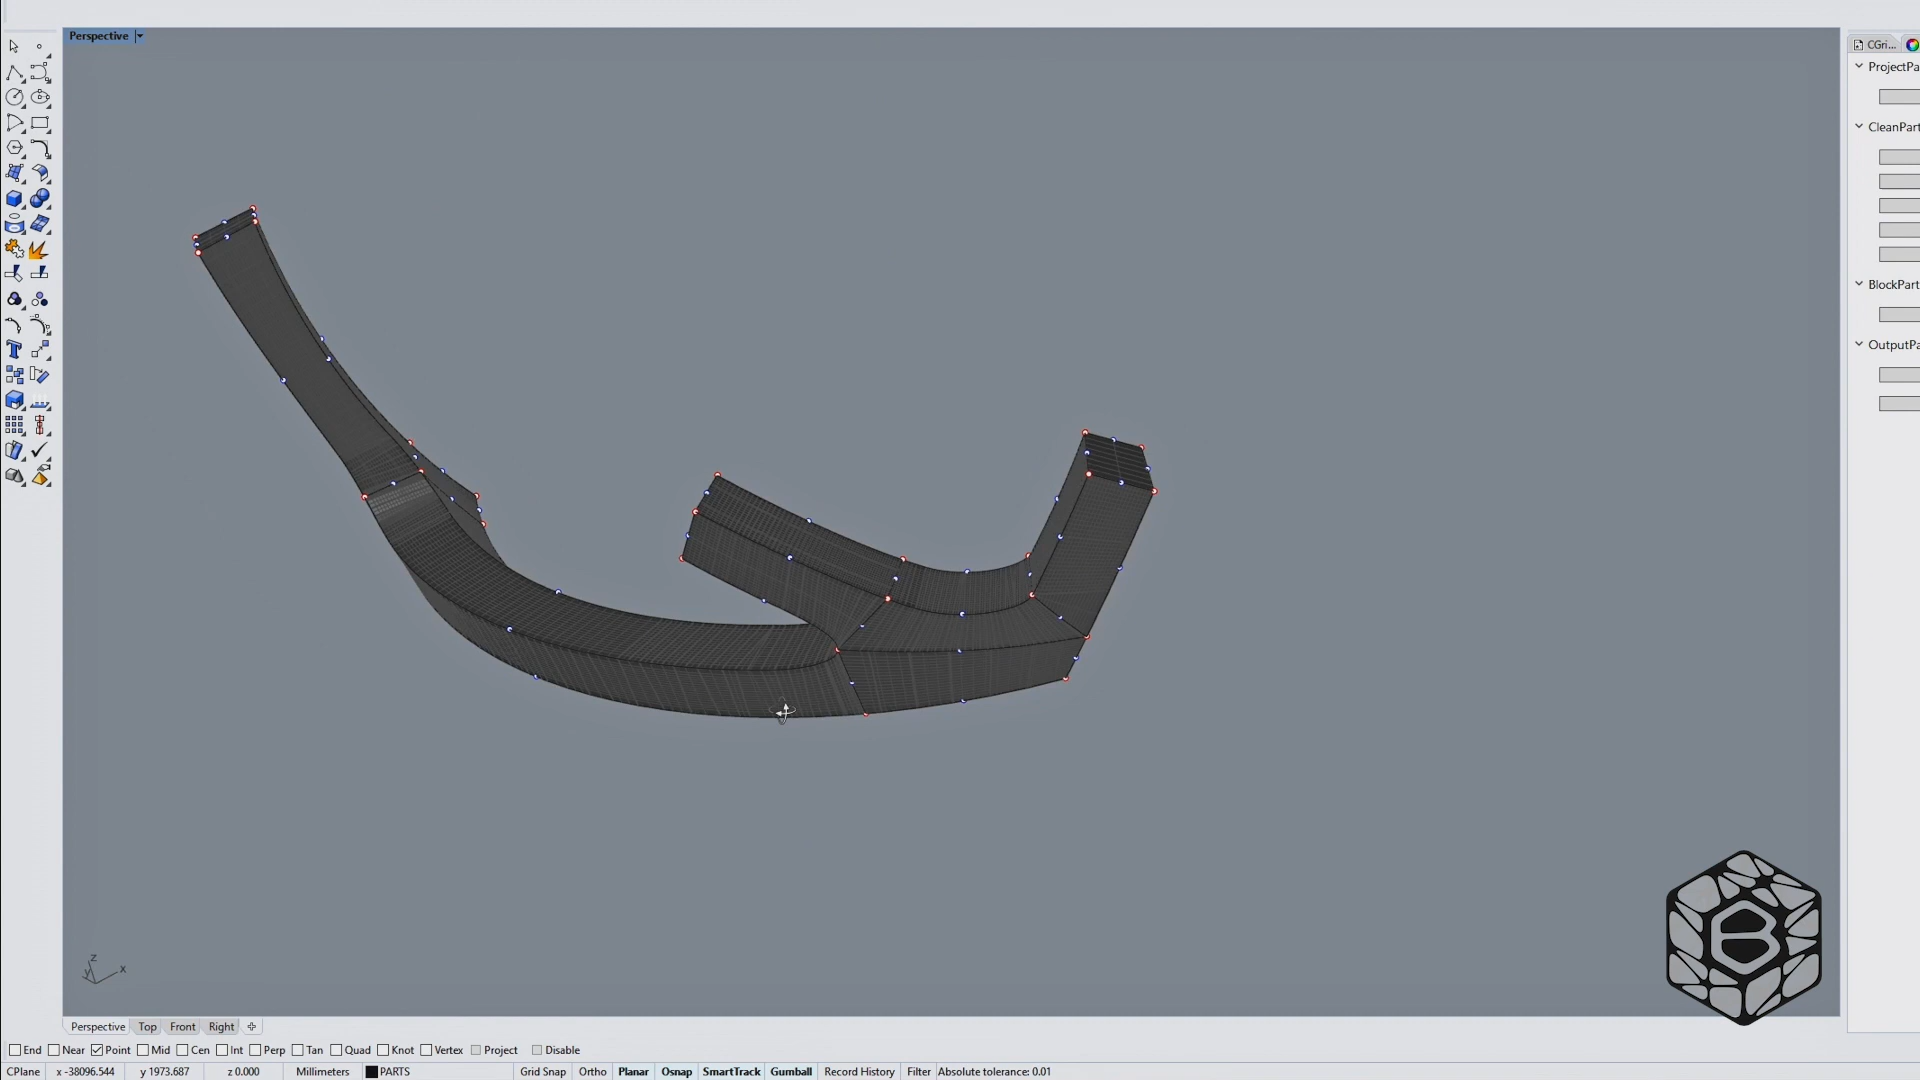 Perspective
CGri...
ProjectPa
CleanPart
BlockPart
OutputPa
z
y x
B
Perspective Top Front Right
End Near Point Mid Cen Int Perp Tan Quad Knot Vertex Project Disable
CPlane x -38096.544 y 1973.687 z 0.000 Millimeters PARTS Grid Snap Ortho Planar Osnap SmartTrack Gumball Record History Filter Absolute tolerance: 0.01